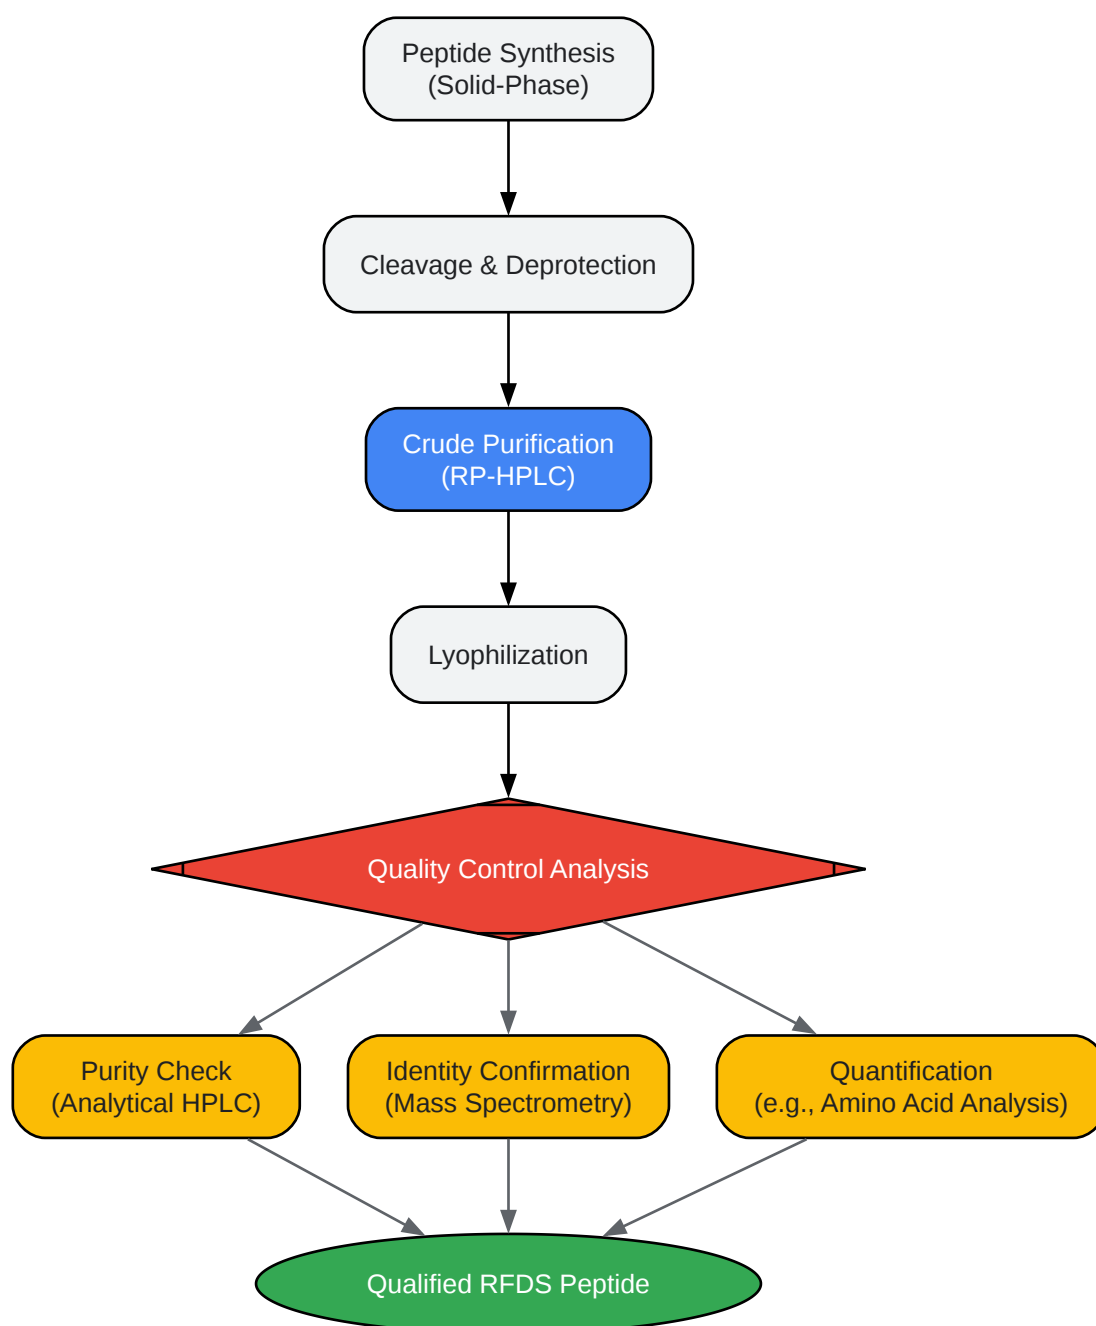 Peptide Synthesis
(Solid-Phase)
Cleavage & Deprotection
Crude Purification
(RP-HPLC)
Lyophilization
Quality Control Analysis
Purity Check
(Analytical HPLC)
Identity Confirmation
(Mass Spectrometry)
Quantification
(e.g., Amino Acid Analysis)
Qualified RFDS Peptide